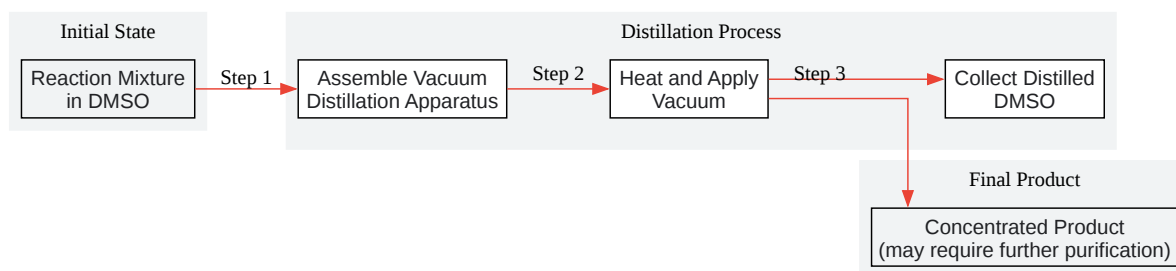 Initial State
Reaction Mixture
in DMSO
Step 1
Distillation Process
Assemble Vacuum
Distillation Apparatus
Step 2
Heat and Apply
Vacuum
Step 3
Collect Distilled
DMSO
Final Product
Concentrated Product
(may require further purification)